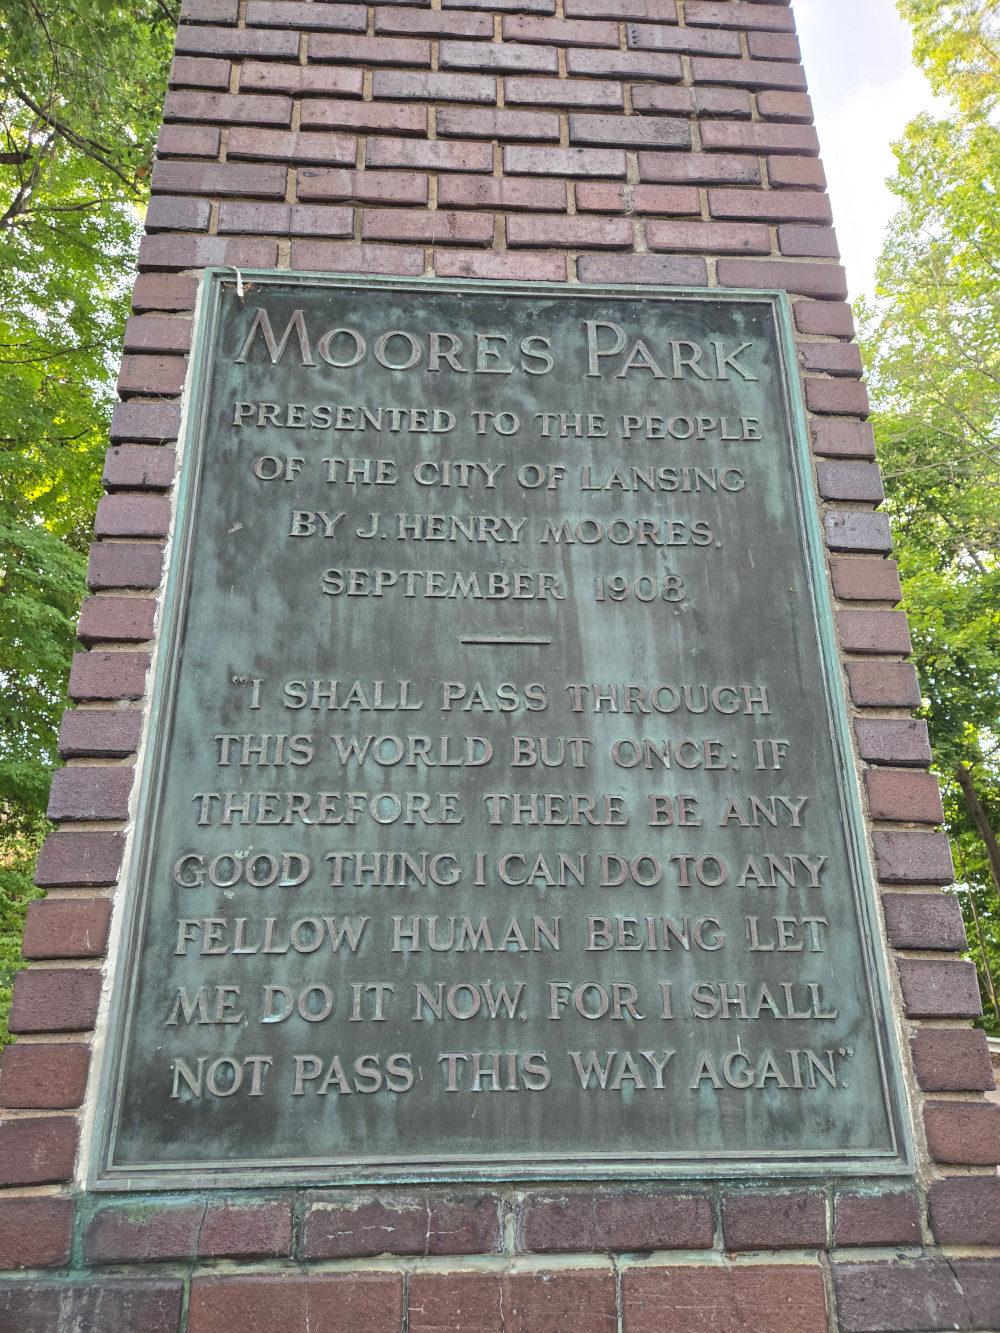 MOORES PARK
PRESENTED TO THE PEOPLE
OF THE CITY OF LANSING
BY J. HENRY MOORES.
SEPTEMBER 1908
"I SHALL PASS THROUGH
THIS WORLD BUT ONCE; IF
THEREFORE THERE BE ANY
GOOD THING I CAN DO TO ANY
FELLOW HUMAN BEING LET
ME DO IT NOW, FOR I SHALL
NOT PASS THIS WAY AGAIN".